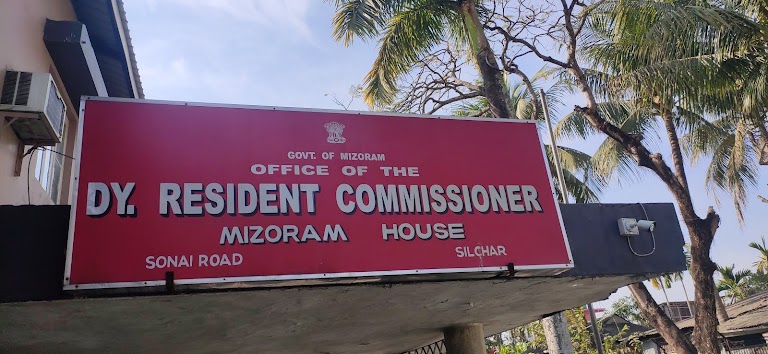 GOVT. OF MIZORAM
OFFICE OF THE
DY. RESIDENT COMMISSIONER
MIZORAM HOUSE
SONAI ROAD SILCHAR